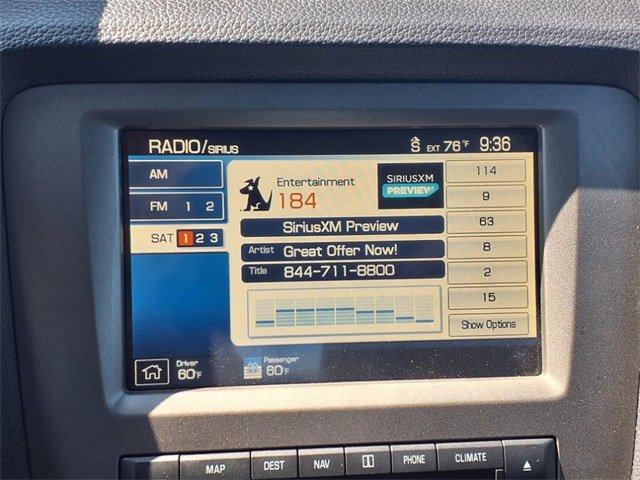 RADIO/SIRIUS
S EXT 76°F 9:36
AM
FM 1 2
SAT 1 2 3
Entertainment
184
SIRIUSXM
PREVIEW
SiriusXM Preview
Artist Great Offer Now!
Title 844-711-8800
114
9
63
8
2
15
Show Options
Driver
60°F
Passenger
60°F
MAP DEST NAV i PHONE CLIMATE